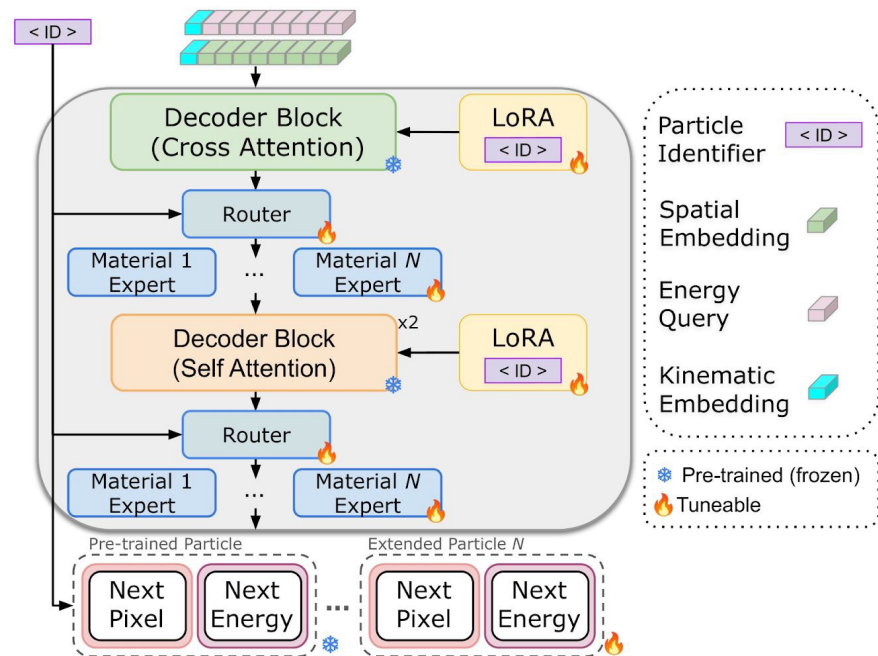 < ID >
Decoder Block
(Cross Attention)
LoRA
< ID >
Router
Material 1
Expert
...
Material N
Expert
Decoder Block
(Self Attention)
x2
LoRA
< ID >
Router
Material 1
Expert
...
Material N
Expert
Pre-trained Particle
Next
Pixel
Next
Energy
...
Extended Particle N
Next
Pixel
Next
Energy
Particle
Identifier
< ID >
Spatial
Embedding
Energy
Query
Kinematic
Embedding
Pre-trained (frozen)
Tuneable